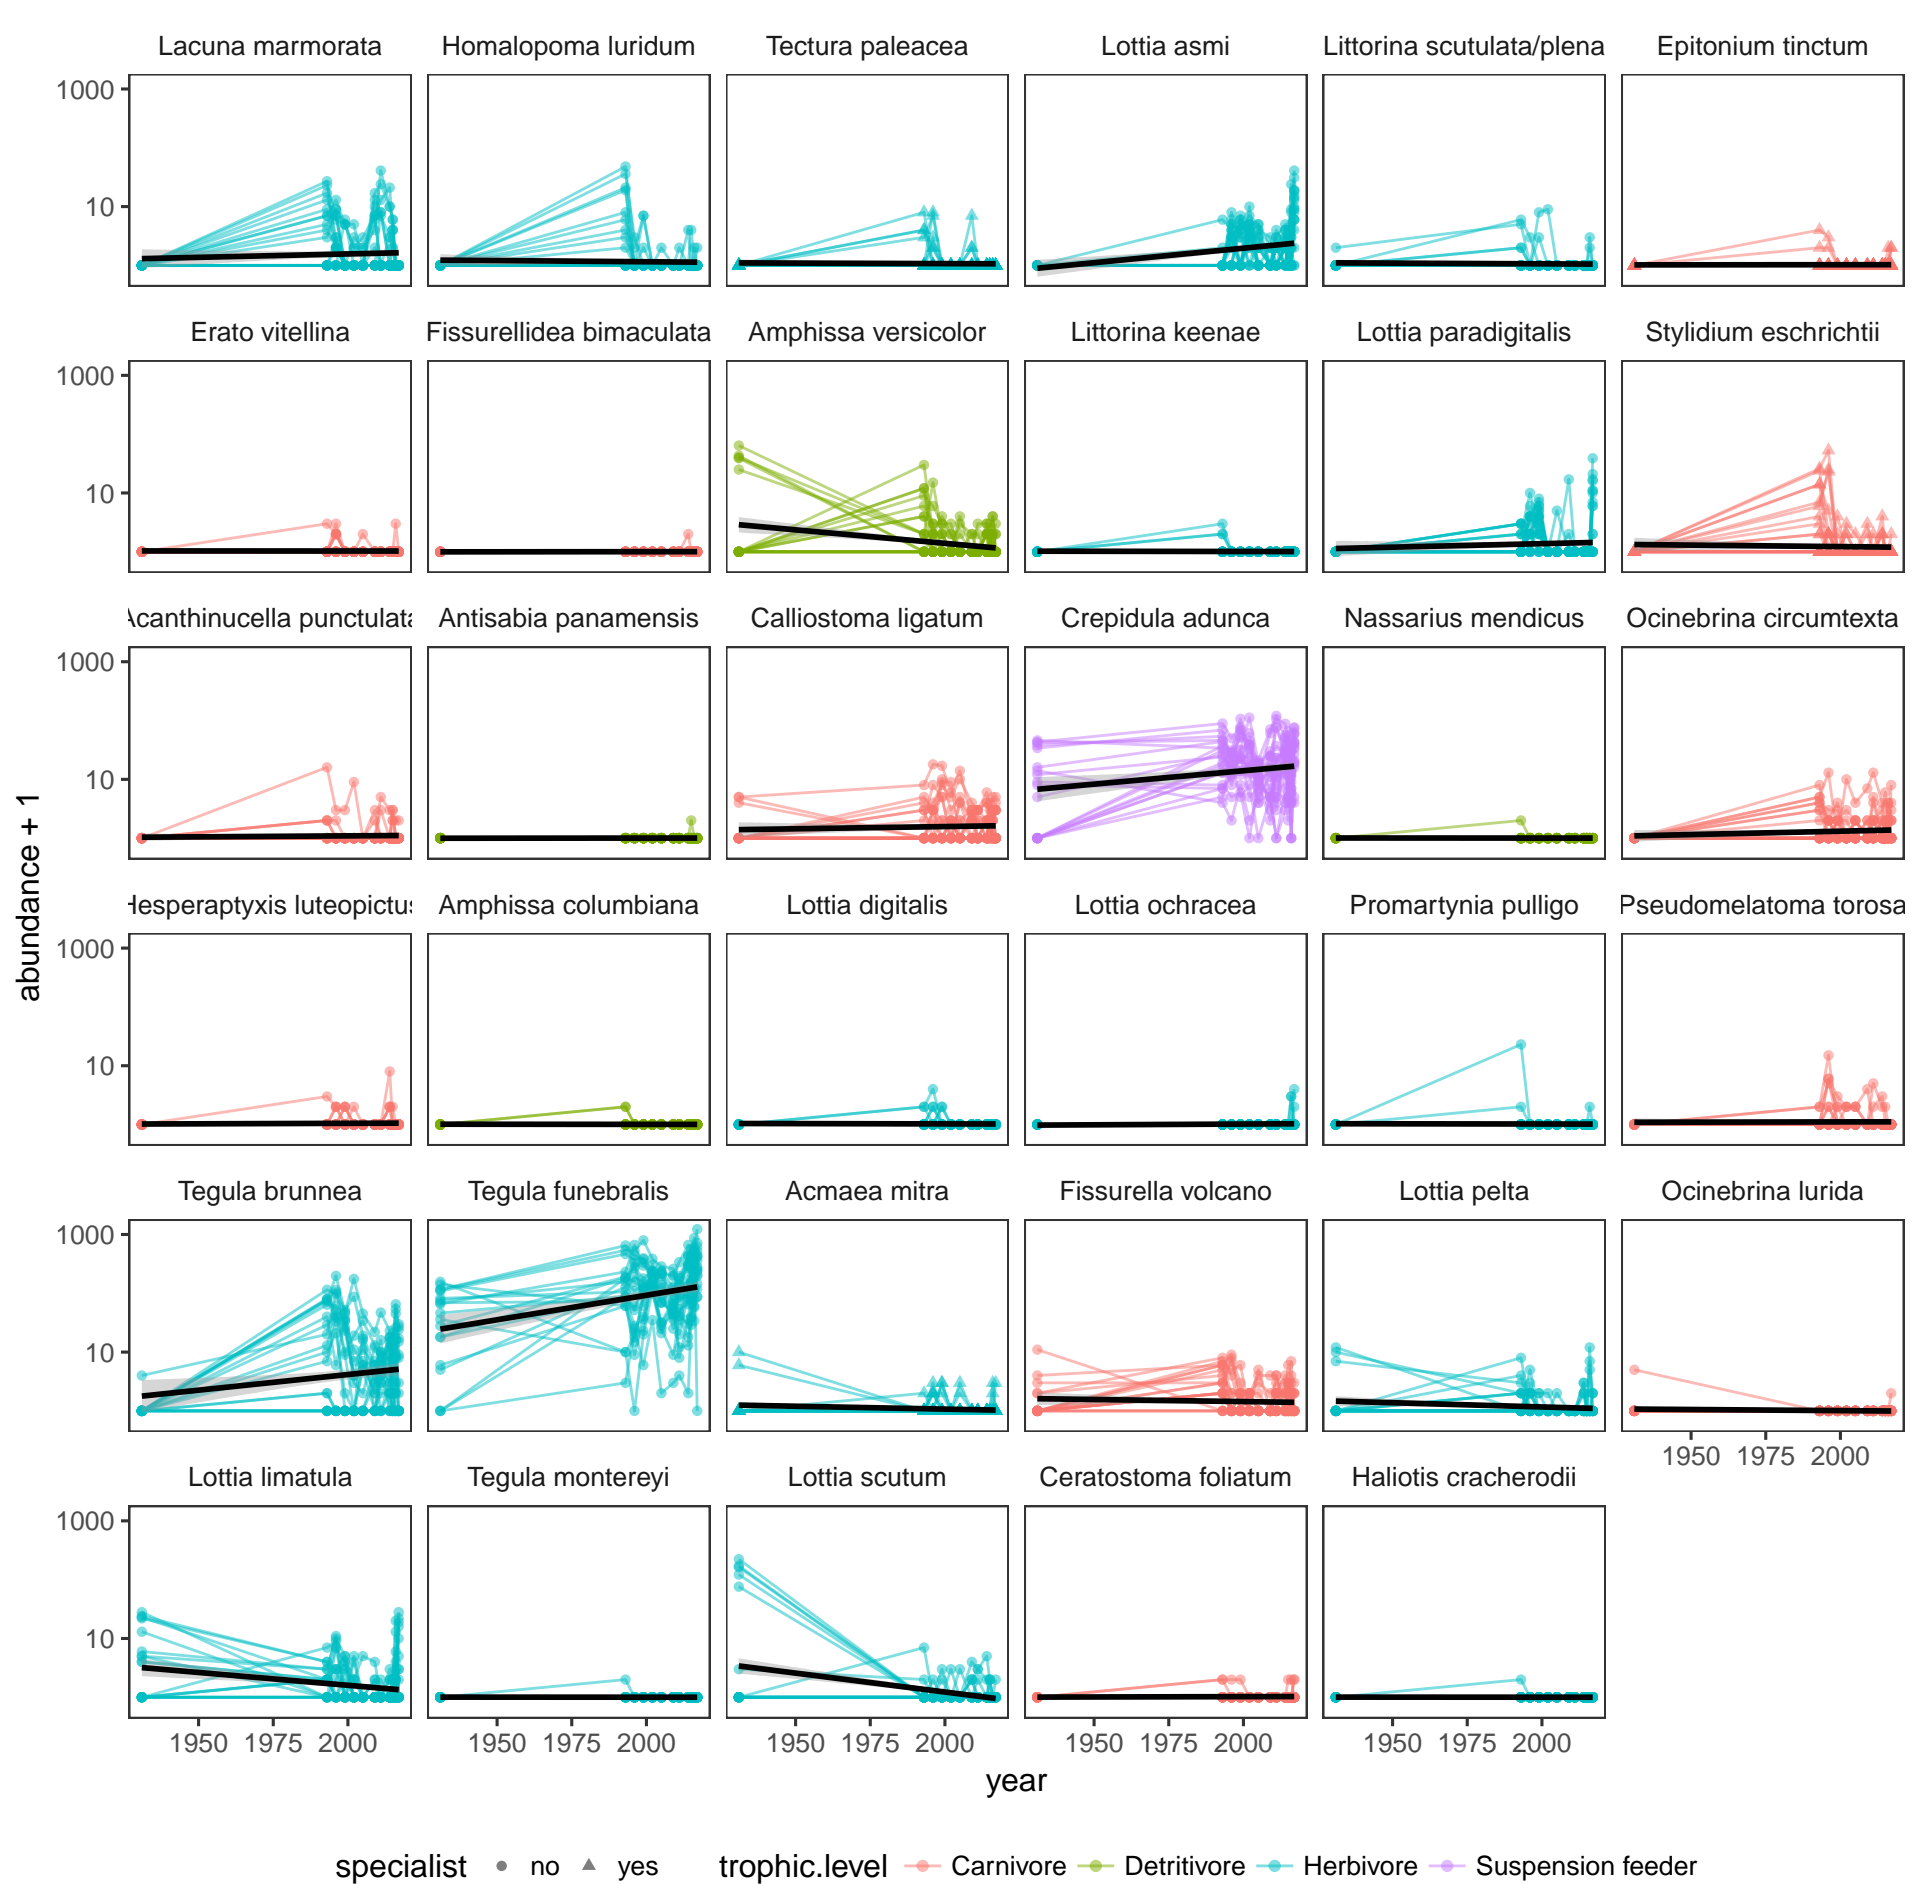 Lacuna marmorata Homalopoma luridum Tectura paleacea Lottia asmi Littorina scutulata/plena Epitonium tinctum
1000
10
Erato vitellina Fissurellidea bimaculata Amphissa versicolor Littorina keenae Lottia paradigitalis Stylidium eschrichtii
1000
10
Acanthinucella punctulata Antisabia panamensis Calliostoma ligatum Crepidula adunca Nassarius mendicus Ocinebrina circumtexta
1000
10
abundance + 1
Hesperaptyxis luteopictus Amphissa columbiana Lottia digitalis Lottia ochracea Promartynia pulligo Pseudomelatoma torosa
1000
10
Tegula brunnea Tegula funebralis Acmaea mitra Fissurella volcano Lottia pelta Ocinebrina lurida
1000
10
1950 1975 2000
Lottia limatula Tegula montereyi Lottia scutum Ceratostoma foliatum Haliotis cracherodii
1000
10
1950 1975 2000 1950 1975 2000 1950 1975 2000 1950 1975 2000 1950 1975 2000
year
specialist no yes trophic.level Carnivore Detritivore Herbivore Suspension feeder